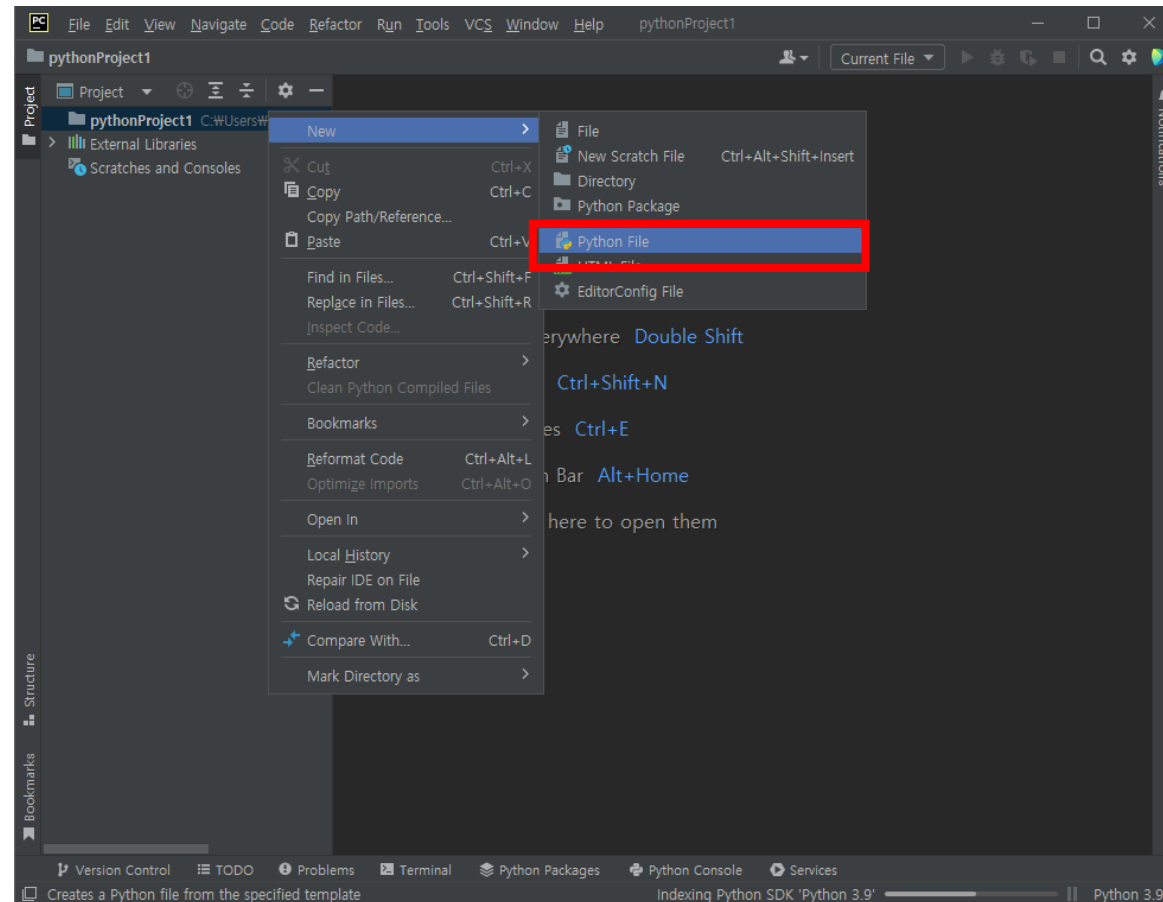 PC File Edit View Navigate Code Refactor Run Tools VCS Window Help pythonProject1
pythonProject1
Current File
Project
Project
pythonProject1 C:₩Users₩
External Libraries
Scratches and Consoles
New
Cut Ctrl+X
Copy Ctrl+C
Copy Path/Reference...
Paste Ctrl+V
Find in Files... Ctrl+Shift+F
Replace in Files... Ctrl+Shift+R
Inspect Code...
Refactor
Clean Python Compiled Files
Bookmarks
Reformat Code Ctrl+Alt+L
Optimize Imports Ctrl+Alt+O
Open In
Local History
Repair IDE on File
Reload from Disk
Compare With... Ctrl+D
Mark Directory as
File
New Scratch File Ctrl+Alt+Shift+Insert
Directory
Python Package
Python File
HTML File
EditorConfig File
erywhere Double Shift
Ctrl+Shift+N
es Ctrl+E
n Bar Alt+Home
here to open them
Notifications
Structure
Bookmarks
Version Control TODO Problems Terminal Python Packages Python Console Services
Creates a Python file from the specified template Indexing Python SDK 'Python 3.9' Python 3.9